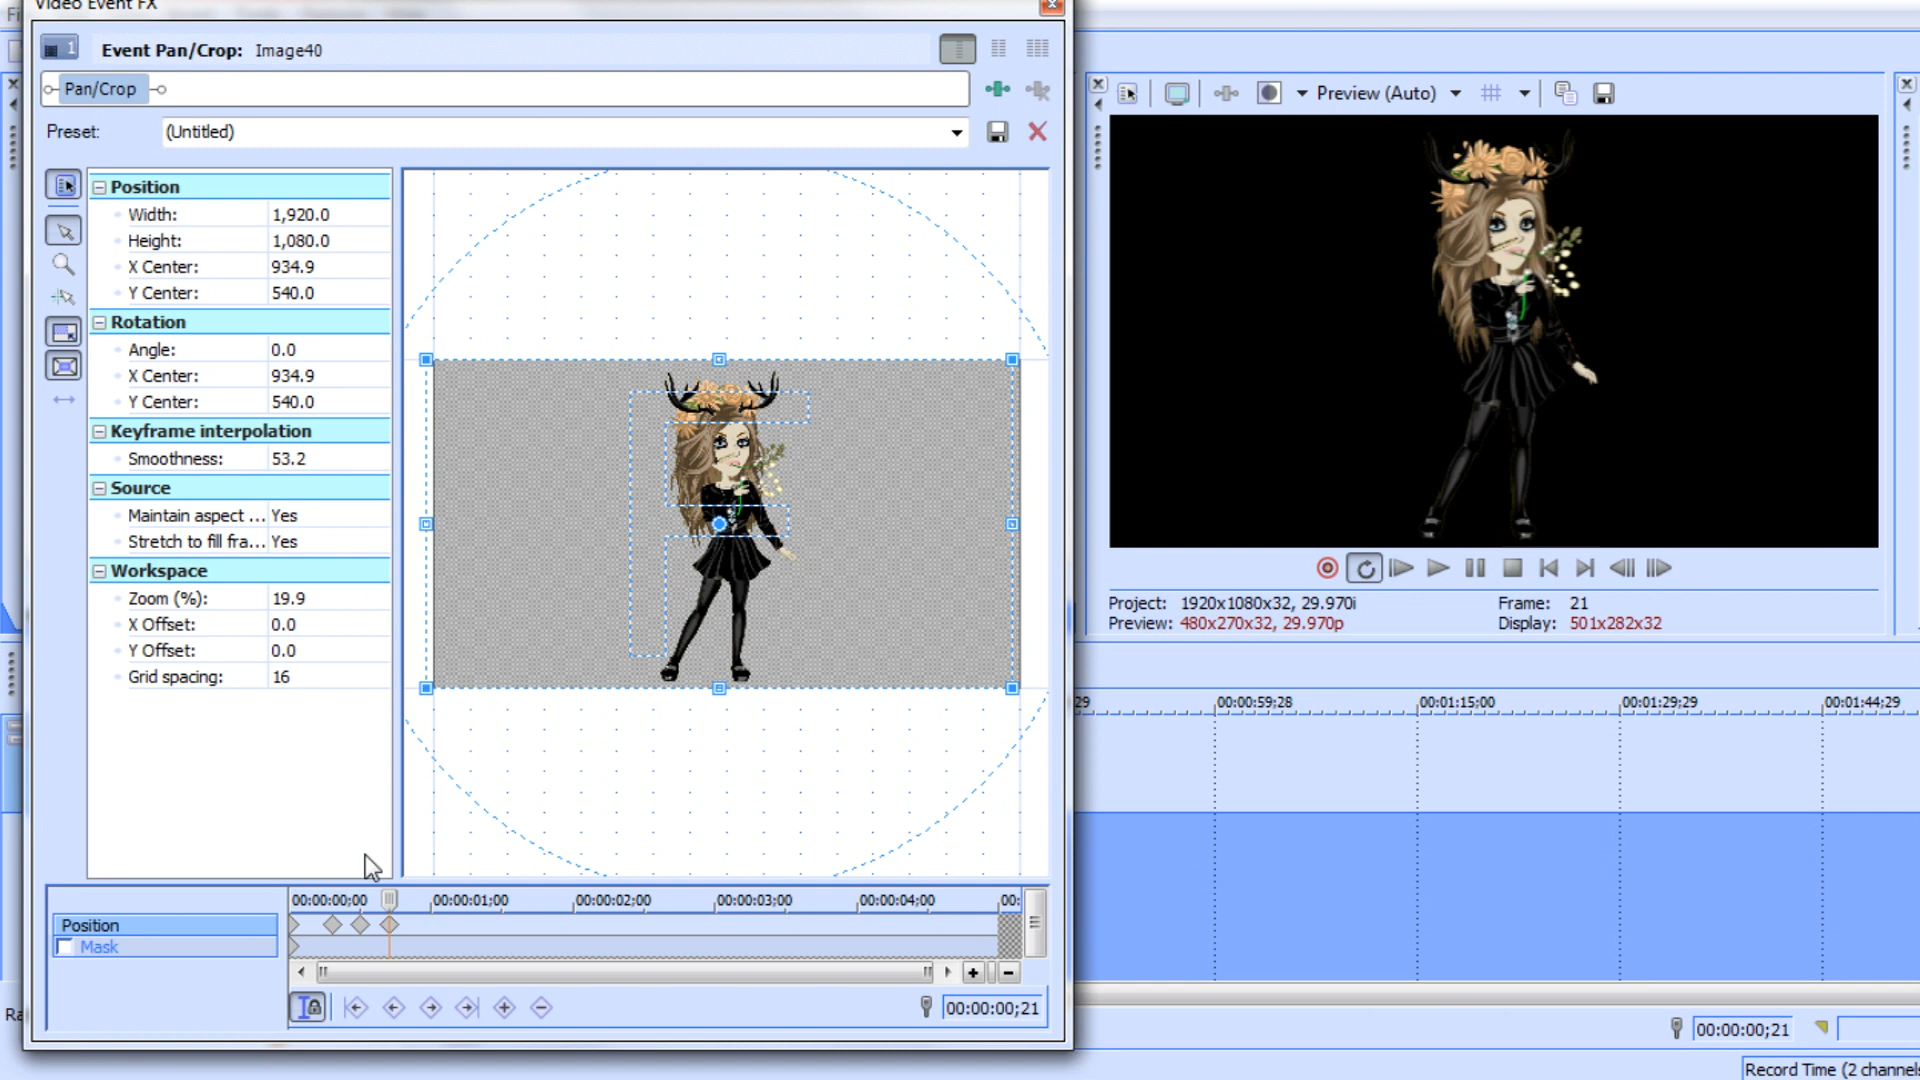 Video Event FX
1
Event Pan/Crop: Image40
Pan/Crop
Preset: (Untitled)
Position
Width: 1,920.0
Height: 1,080.0
X Center: 934.9
Y Center: 540.0
Rotation
Angle: 0.0
X Center: 934.9
Y Center: 540.0
Keyframe interpolation
Smoothness: 53.2
Source
Maintain aspect ... Yes
Stretch to fill fra... Yes
Workspace
Zoom (%): 19.9
X Offset: 0.0
Y Offset: 0.0
Grid spacing: 16
00:00:00;00 00:00:01;00 00:00:02;00 00:00:03;00 00:00:04;00 00:
Position
Mask
00:00:00;21
Preview (Auto)
Project: 1920x1080x32, 29.970i
Frame: 21
Preview: 480x270x32, 29.970p
Display: 501x282x32
29 00:00:59;28 00:01:15;00 00:01:29;29 00:01:44;29
Ra
00:00:00;21
Record Time (2 channels